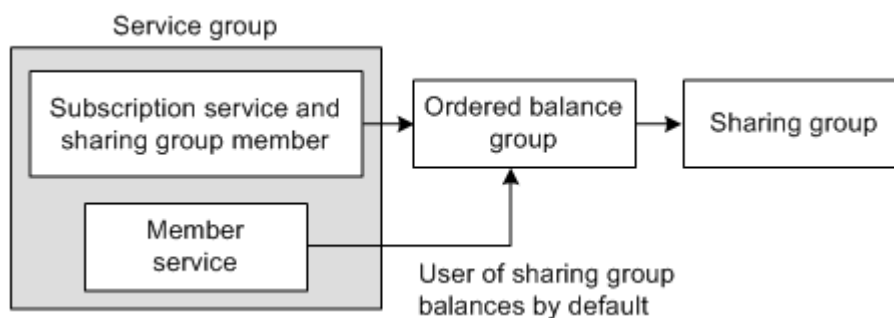 Service group
Subscription service and
sharing group member
Ordered balance
group
Sharing group
Member
service
User of sharing group
balances by default